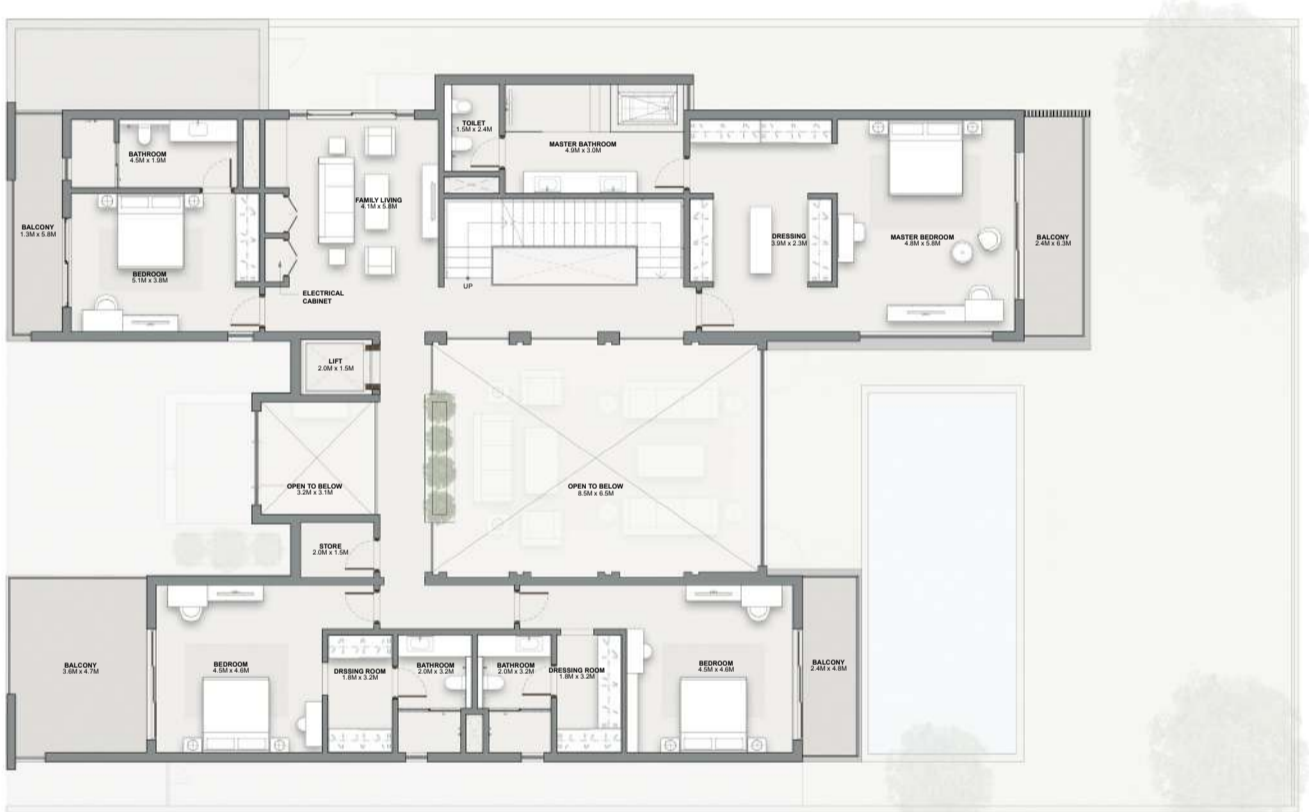 TOILET
1.5M x 2.4M
MASTER BATHROOM
4.9M x 3.0M
BATHROOM
4.5M x 1.9M
FAMILY LIVING
4.1M x 5.8M
BALCONY
1.3M x 5.8M
BEDROOM
5.1M x 3.8M
DRESSING
3.9M x 2.3M
MASTER BEDROOM
4.8M x 5.8M
BALCONY
2.4M x 6.3M
UP
ELECTRICAL
CABINET
LIFT
2.0M x 1.5M
OPEN TO BELOW
3.2M x 3.1M
OPEN TO BELOW
8.5M x 6.5M
STORE
2.0M x 1.5M
BALCONY
3.6M x 4.7M
BEDROOM
4.5M x 4.6M
DRSSING ROOM
1.8M x 3.2M
BATHROOM
2.0M x 3.2M
BATHROOM
2.0M x 3.2M
DRESSING ROOM
1.8M x 3.2M
BEDROOM
4.5M x 4.6M
BALCONY
2.4M x 4.8M